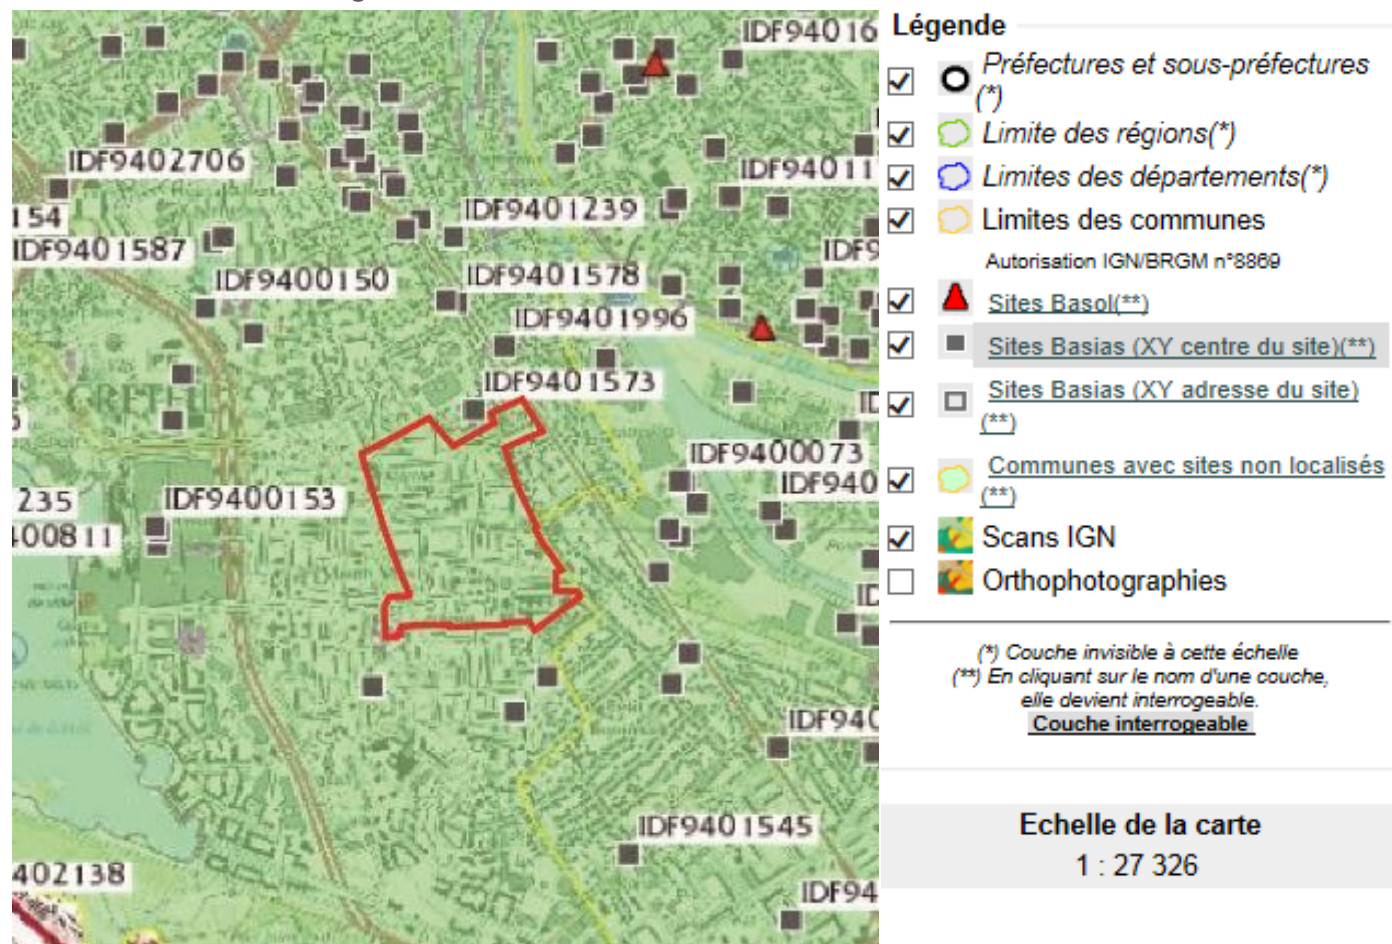 IDF94016
IDF9402706
IDF94011
154
IDF9401239
IDF9401587
IDF9
IDF9400150
IDF9401578
IDF9401996
IDF9401573
CRETEIL
IDF9400073
IDF940
235
IDF9400153
400811
IDF940
IDF9401545
402138
IDF94
Légende
Préfectures et sous-préfectures
(*)
Limite des régions(*)
Limites des départements(*)
Limites des communes
Autorisation IGN/BRGM n°8869
Sites Basol(**)
Sites Basias (XY centre du site)(**)
Sites Basias (XY adresse du site)
(**)
Communes avec sites non localisés
(**)
Scans IGN
Orthophotographies
(*) Couche invisible à cette échelle
(**) En cliquant sur le nom d'une couche,
elle devient interrogeable.
Couche interrogeable
Echelle de la carte
1 : 27 326